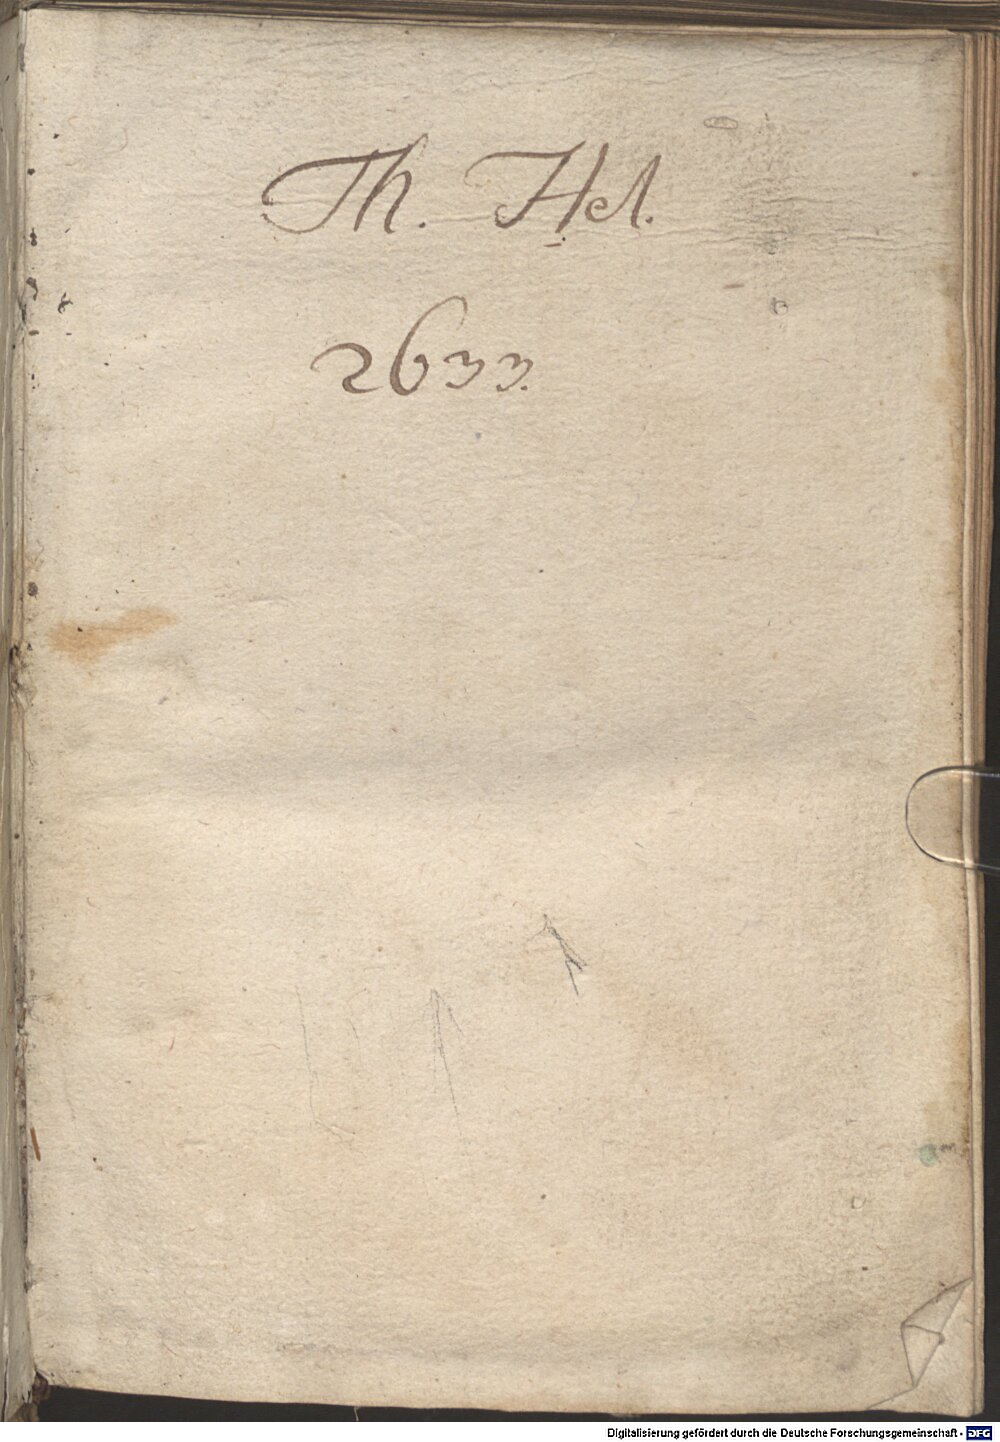 Th. Hel.
2633.
Digitalisierung gefördert durch die Deutsche Forschungsgemeinschaft - DFG